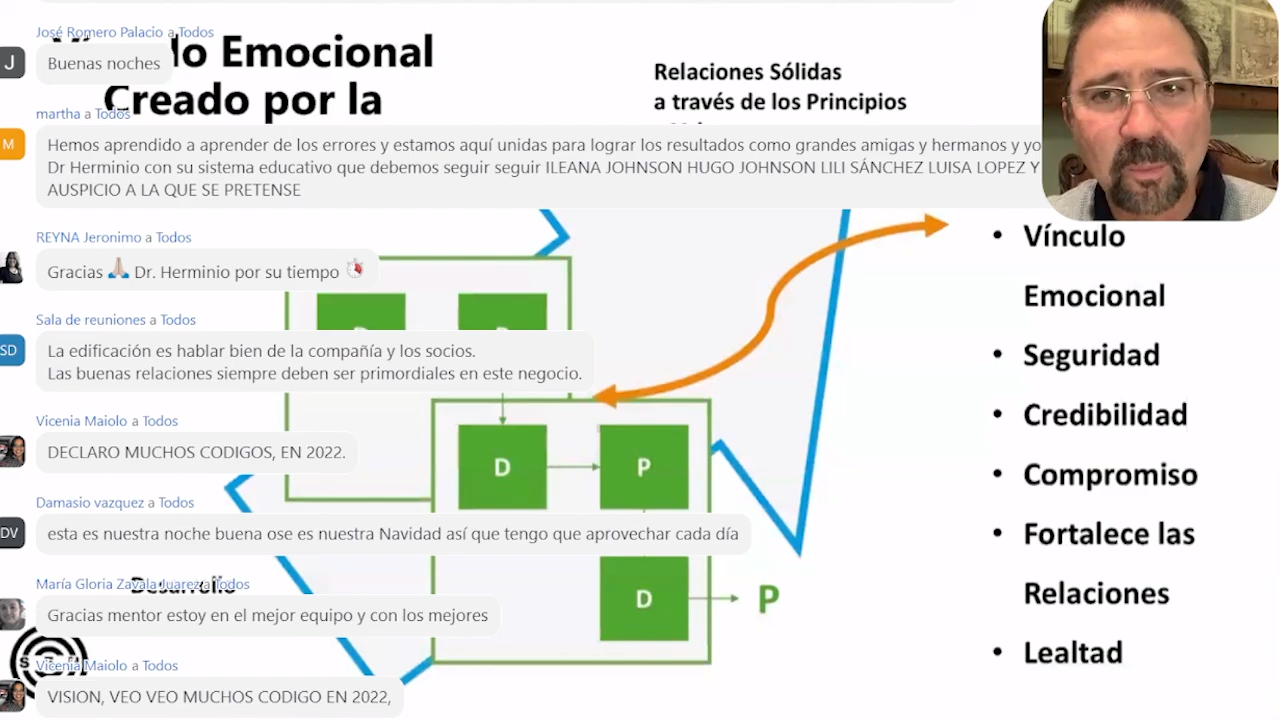 José Romero Palacio a Todos
J
Buenas noches
do Emocional
Creado por la
Relaciones Sólidas
a través de los Principios
martha a Todos
M
Hemos aprendido a aprender de los errores y estamos aquí unidas para lograr los resultados como grandes amigas y hermanos y yo
Dr Herminio con su sistema educativo que debemos seguir seguir ILEANA JOHNSON HUGO JOHNSON LILI SÁNCHEZ LUISA LOPEZ Y
AUSPICIO A LA QUE SE PRETENSE
REYNA Jeronimo a Todos
Gracias 🙏🏻 Dr. Herminio por su tiempo
Sala de reuniones a Todos
SD
La edificación es hablar bien de la compañía y los socios.
Las buenas relaciones siempre deben ser primordiales en este negocio.
Vicenia Maiolo a Todos
DECLARO MUCHOS CODIGOS, EN 2022.
Damasio vazquez a Todos
DV
esta es nuestra noche buena ose es nuestra Navidad así que tengo que aprovechar cada día
María Gloria Zavala Juarez a Todos
Desarrollo
Gracias mentor estoy en el mejor equipo y con los mejores
Vicenia Maiolo a Todos
VISION, VEO VEO MUCHOS CODIGO EN 2022,
D
P
D
P
• Vínculo
Emocional
• Seguridad
• Credibilidad
• Compromiso
• Fortalece las
Relaciones
• Lealtad